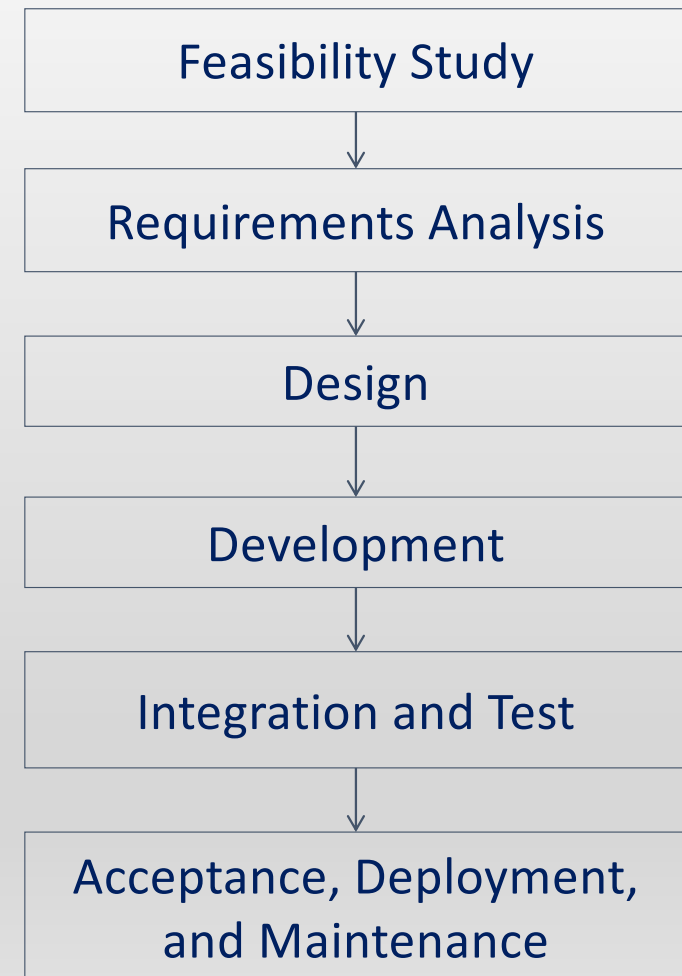 Feasibility Study
Requirements Analysis
Design
Development
Integration and Test
Acceptance, Deployment,
and Maintenance